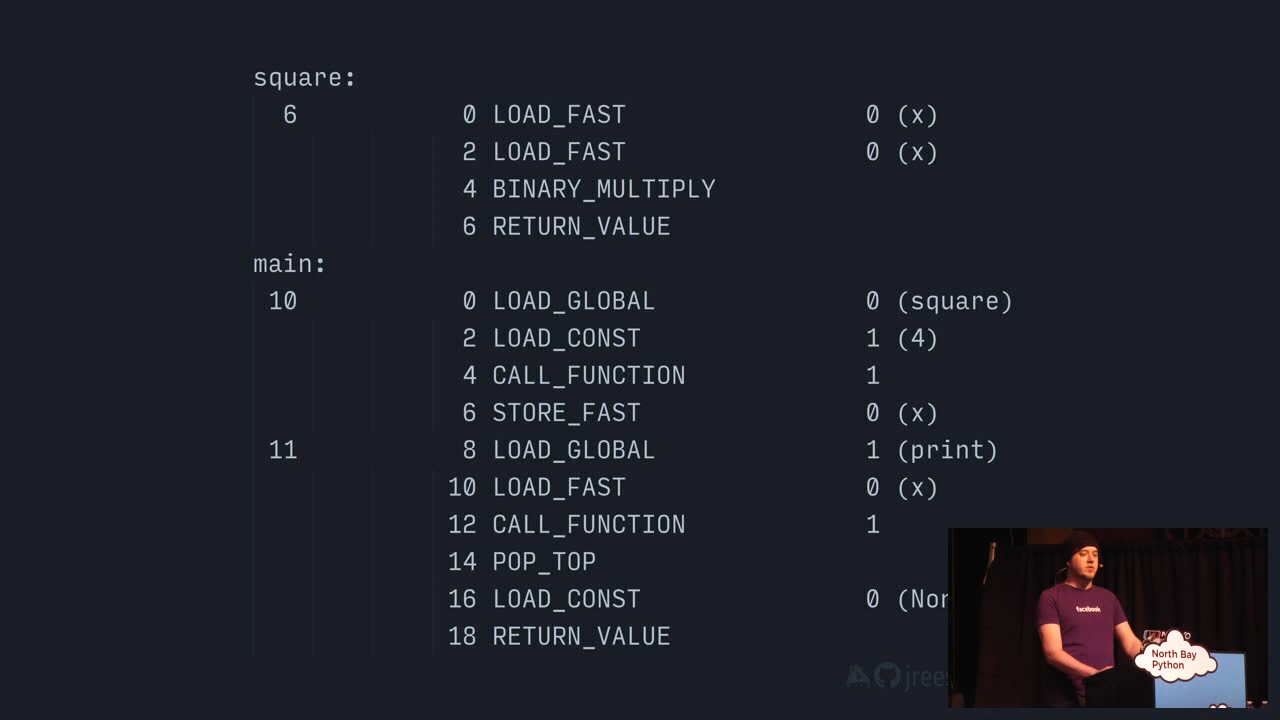 square:
6 0 LOAD_FAST 0 (x)
2 LOAD_FAST 0 (x)
4 BINARY_MULTIPLY
6 RETURN_VALUE
main:
10 0 LOAD_GLOBAL 0 (square)
2 LOAD_CONST 1 (4)
4 CALL_FUNCTION 1
6 STORE_FAST 0 (x)
11 8 LOAD_GLOBAL 1 (print)
10 LOAD_FAST 0 (x)
12 CALL_FUNCTION 1
14 POP_TOP
16 LOAD_CONST 0
18 RETURN_VALUE
facebook
North Bay
Python